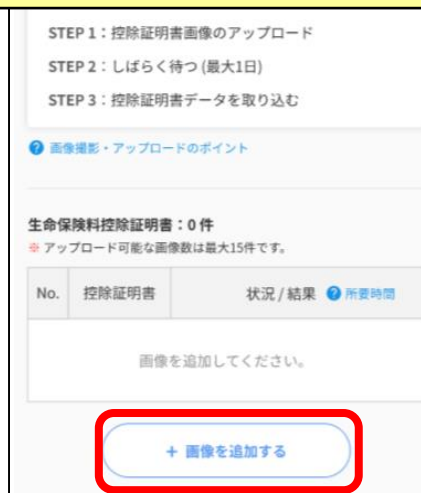 STEP 1：控除証明書画像のアップロード
STEP 2：しばらく待つ (最大1日)
STEP 3：控除証明書データを取り込む
? 画像撮影・アップロードのポイント
生命保険料控除証明書：0 件
※ アップロード可能な画像数は最大15件です。
No. 控除証明書 状況 / 結果 ? 所要時間
画像を追加してください。
+ 画像を追加する